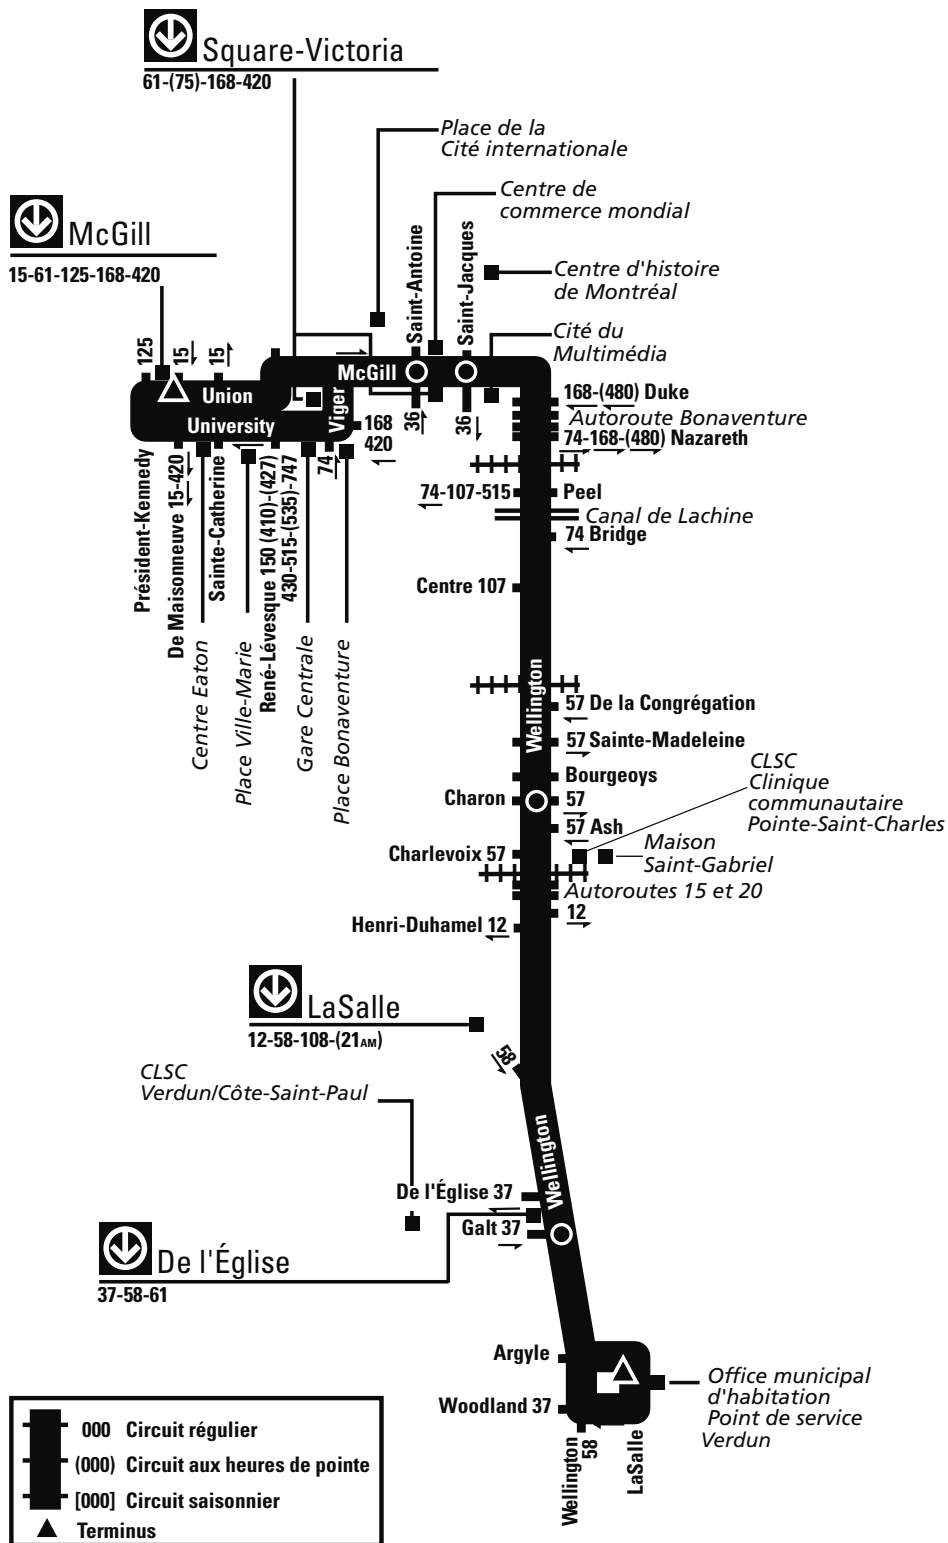 Square-Victoria
61-(75)-168-420
Place de la
Cité internationale
Centre de
commerce mondial
McGill
15-61-125-168-420
Saint-Antoine
Saint-Jacques
Centre d'histoire
de Montréal
Cité du
Multimédia
125
15
15
McGill
Union
University
Viger
168
420
36
36
168-(480) Duke
Autoroute Bonaventure
74-168-(480) Nazareth
74
Président-Kennedy
De Maisonneuve 15-420
Sainte-Catherine
René-Lévesque 150 (410)-(427)
430-515-(535)-747
Centre Eaton
Place Ville-Marie
Gare Centrale
Place Bonaventure
74-107-515
Peel
Canal de Lachine
74 Bridge
Centre 107
Wellington
57 De la Congrégation
57 Sainte-Madeleine
Bourgeoys
Charon
57
57 Ash
CLSC
Clinique
communautaire
Pointe-Saint-Charles
Charlevoix 57
Maison
Saint-Gabriel
Autoroutes 15 et 20
12
Henri-Duhamel 12
LaSalle
12-58-108-(21AM)
58
CLSC
Verdun/Côte-Saint-Paul
Wellington
De l'Église 37
Galt 37
De l'Église
37-58-61
Argyle
Woodland 37
Office municipal
d'habitation
Point de service
Verdun
Wellington
58
LaSalle
000 Circuit régulier
(000) Circuit aux heures de pointe
[000] Circuit saisonnier
Terminus